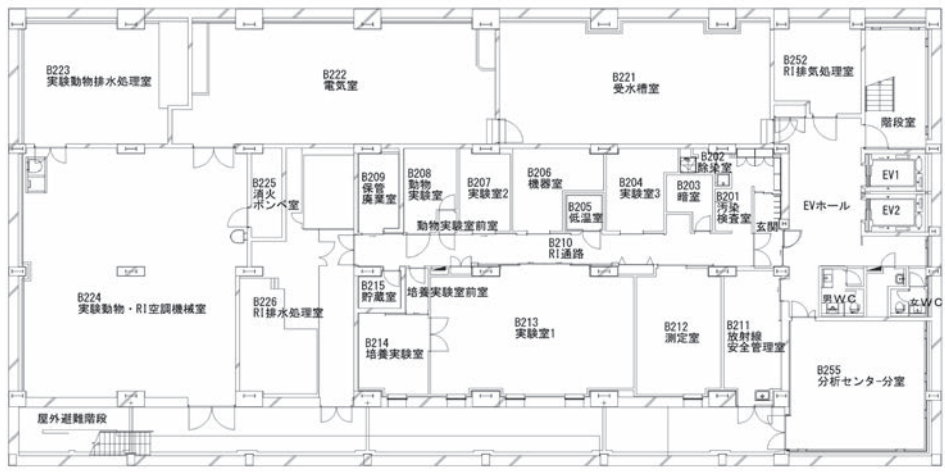 B223
実験動物排水処理室
B222
電気室
B221
受水槽室
B252
RI排気処理室
階段室
B225
消火
ボンベ室
B209
保管
廃棄室
B208
動物
実験室
B207
実験室2
B206
機器室
B205
低温室
B204
実験室3
B203
暗室
B202
除染室
B201
汚染
検査室
玄関
EVホール
EV1
EV2
動物実験室前室
B210
RI通路
B224
実験動物・RI空調機械室
B226
RI排水処理室
B215
貯蔵室
培養実験室前室
B214
培養実験室
B213
実験室1
B212
測定室
B211
放射線
安全管理室
男WC
女WC
B255
分析センター分室
屋外避難階段